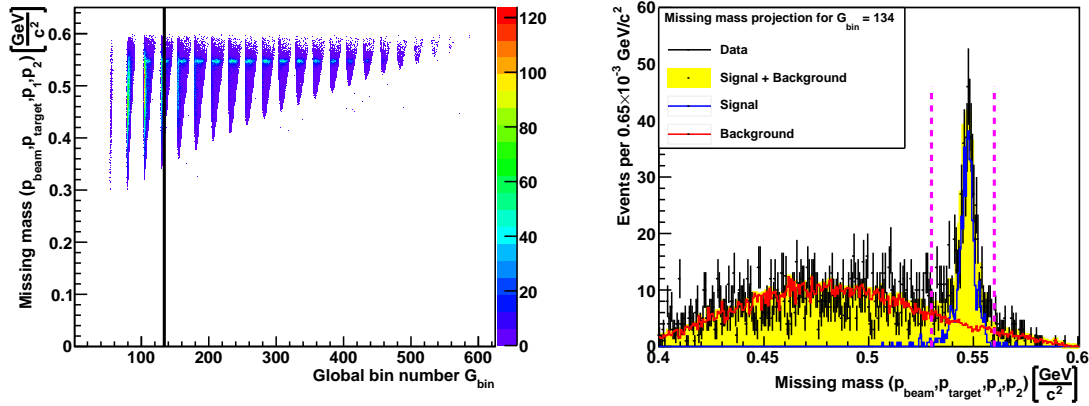 Missing mass (p_beam,p_target,p_1,p_2) [GeV/c^2]
0.6
0.5
0.4
0.3
0.2
0.1
0
0 100 200 300 400 500 600
Global bin number G_bin
120
100
80
60
40
20
0
Events per 0.65×10^-3 GeV/c^2
60
50
40
30
20
10
0
Missing mass projection for G_bin = 134
Data
Signal + Background
Signal
Background
0.4 0.45 0.5 0.55 0.6
Missing mass (p_beam,p_target,p_1,p_2) [GeV/c^2]